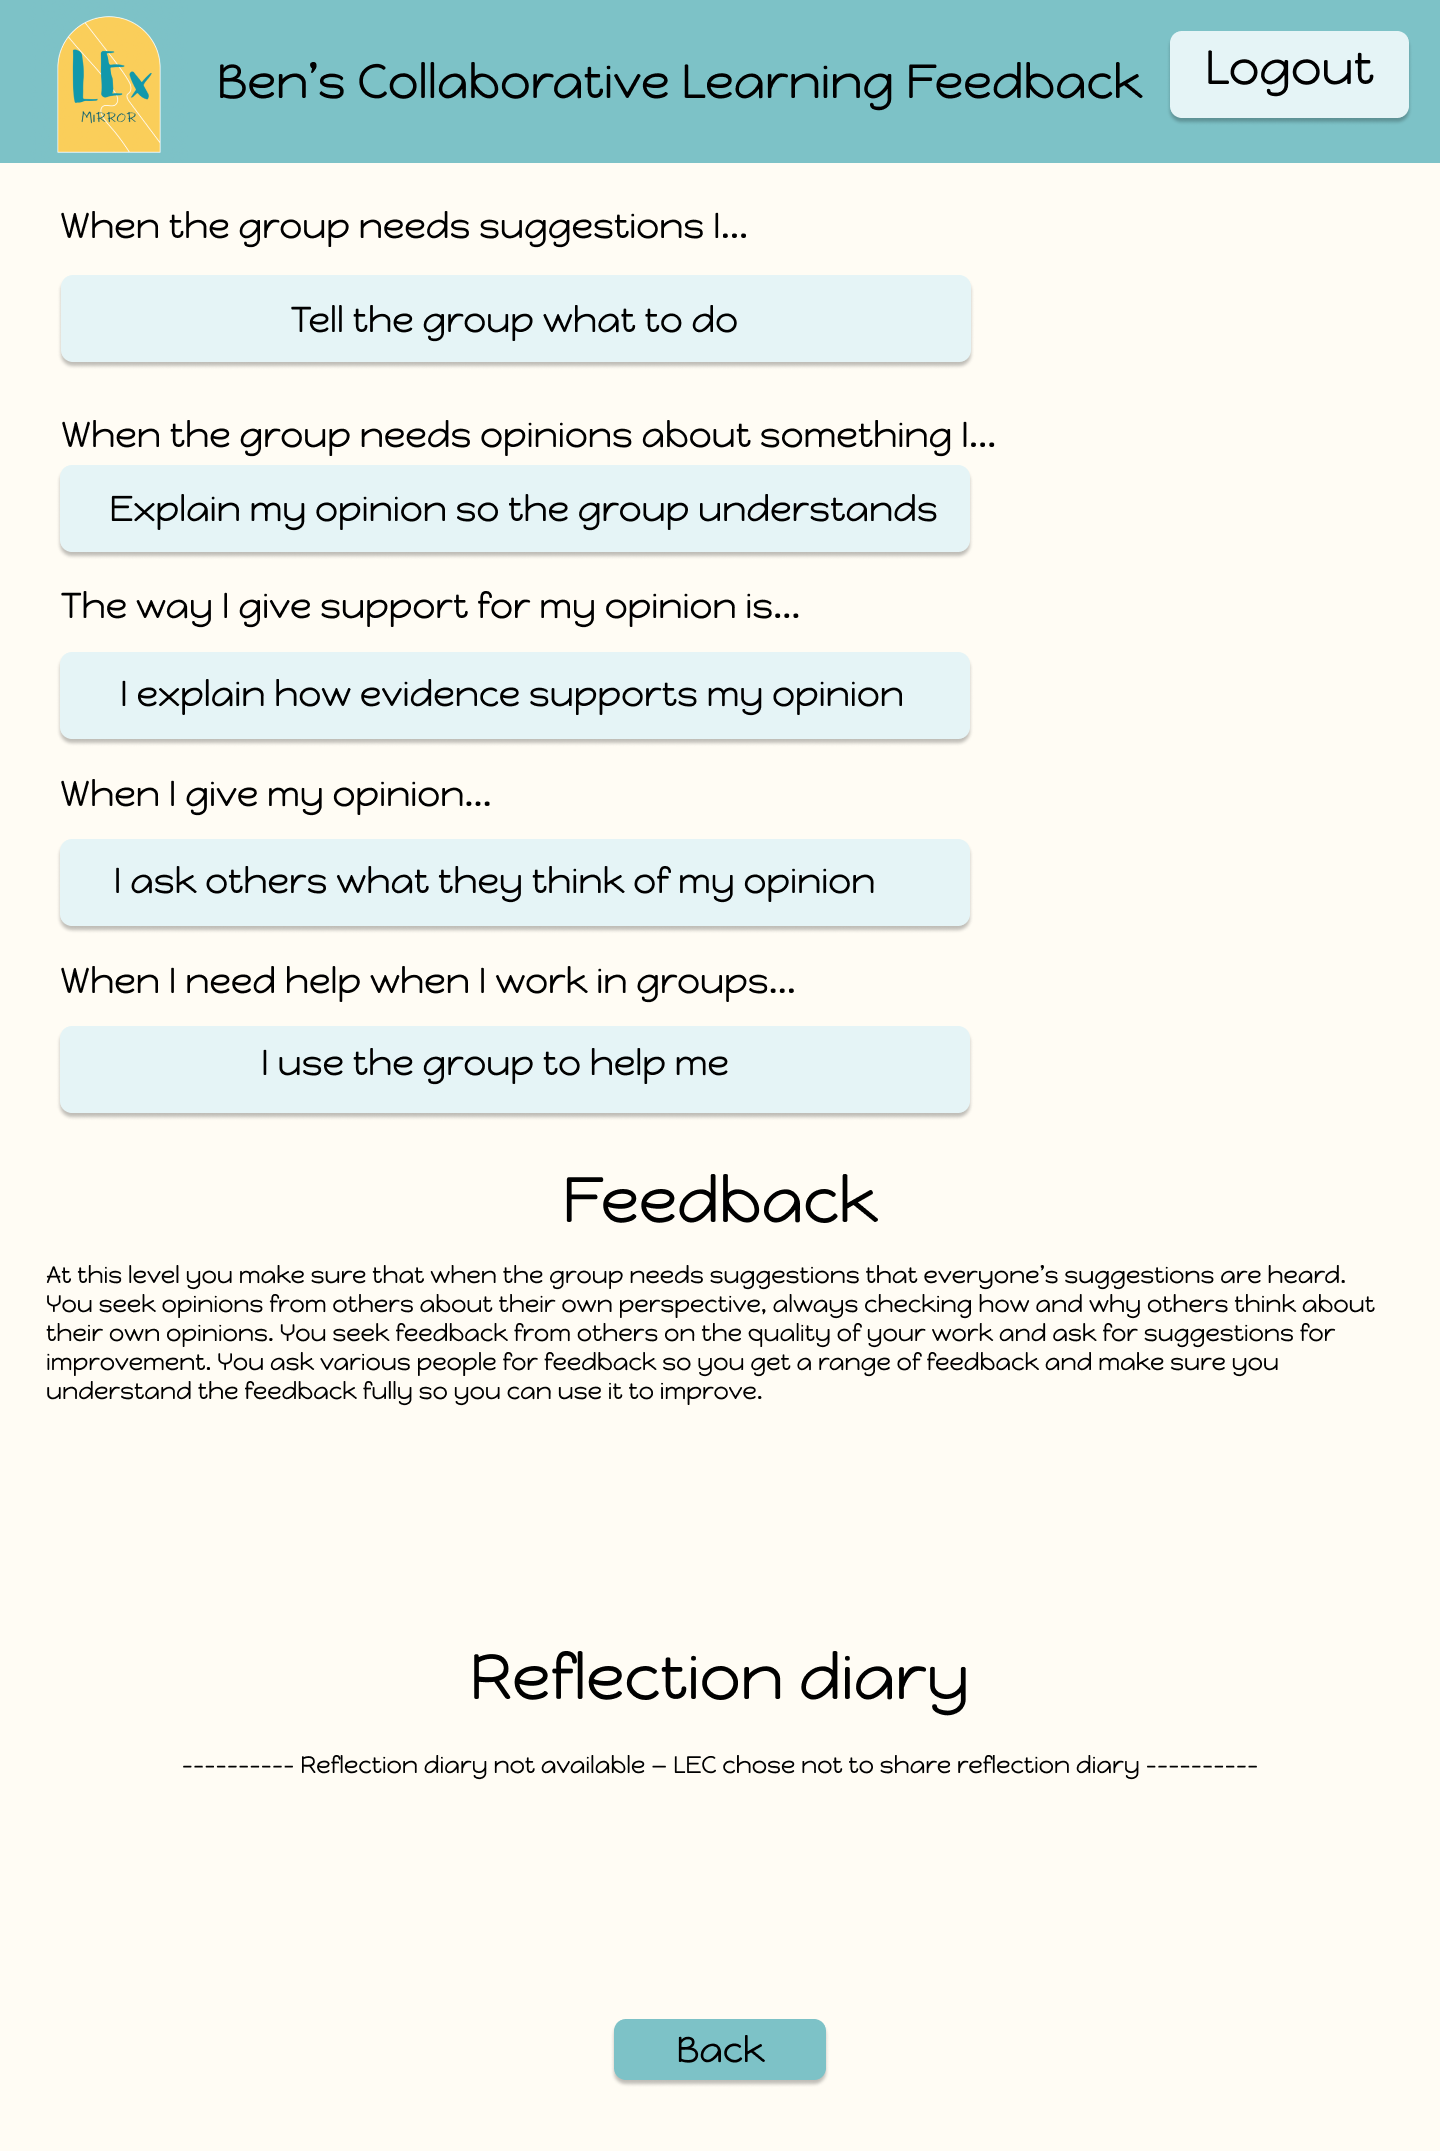 LEx
MIRROR
Ben’s Collaborative Learning Feedback
Logout
When the group needs suggestions I...
Tell the group what to do
When the group needs opinions about something I...
Explain my opinion so the group understands
The way I give support for my opinion is...
I explain how evidence supports my opinion
When I give my opinion...
I ask others what they think of my opinion
When I need help when I work in groups...
I use the group to help me
Feedback
At this level you make sure that when the group needs suggestions that everyone’s suggestions are heard.
You seek opinions from others about their own perspective, always checking how and why others think about
their own opinions. You seek feedback from others on the quality of your work and ask for suggestions for
improvement. You ask various people for feedback so you get a range of feedback and make sure you
understand the feedback fully so you can use it to improve.
Reflection diary
---------- Reflection diary not available – LEC chose not to share reflection diary ----------
Back